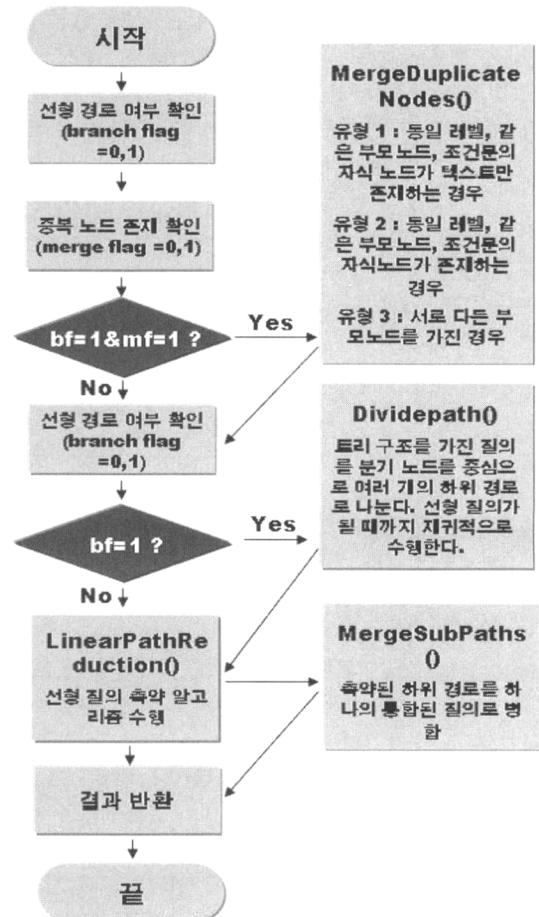 시작
선형 경로 여부 확인
(branch flag
=0,1)
중복 노드 존재 확인
(merge flag =0,1)
bf=1&mf=1 ?
Yes
No
MergeDuplicate
Nodes()
유형 1 : 동일 레벨, 같
은 부모노드, 조건문의
자식 노드가 텍스트만
존재하는 경우
유형 2 : 동일 레벨, 같
은 부모노드, 조건문의
자식노드가 존재하는
경우
유형 3 : 서로 다든 부
모노드를 가진 경우
선형 경로 여부 확인
(branch flag
=0,1)
bf=1 ?
Yes
No
Dividepath()
트리 구조를 가진 질의
를 분기 노드를 중심으
로 여러 개의 하위 경로
로 나눈다. 선형 질의가
될 때까지 재귀적으로
수행한다.
LinearPathRe
duction()
선형 질의 축약 알고
리즘 수행
MergeSubPaths
()
축약된 하위 경로를 하
나의 통합된 질의로 병
합
결과 반환
끝